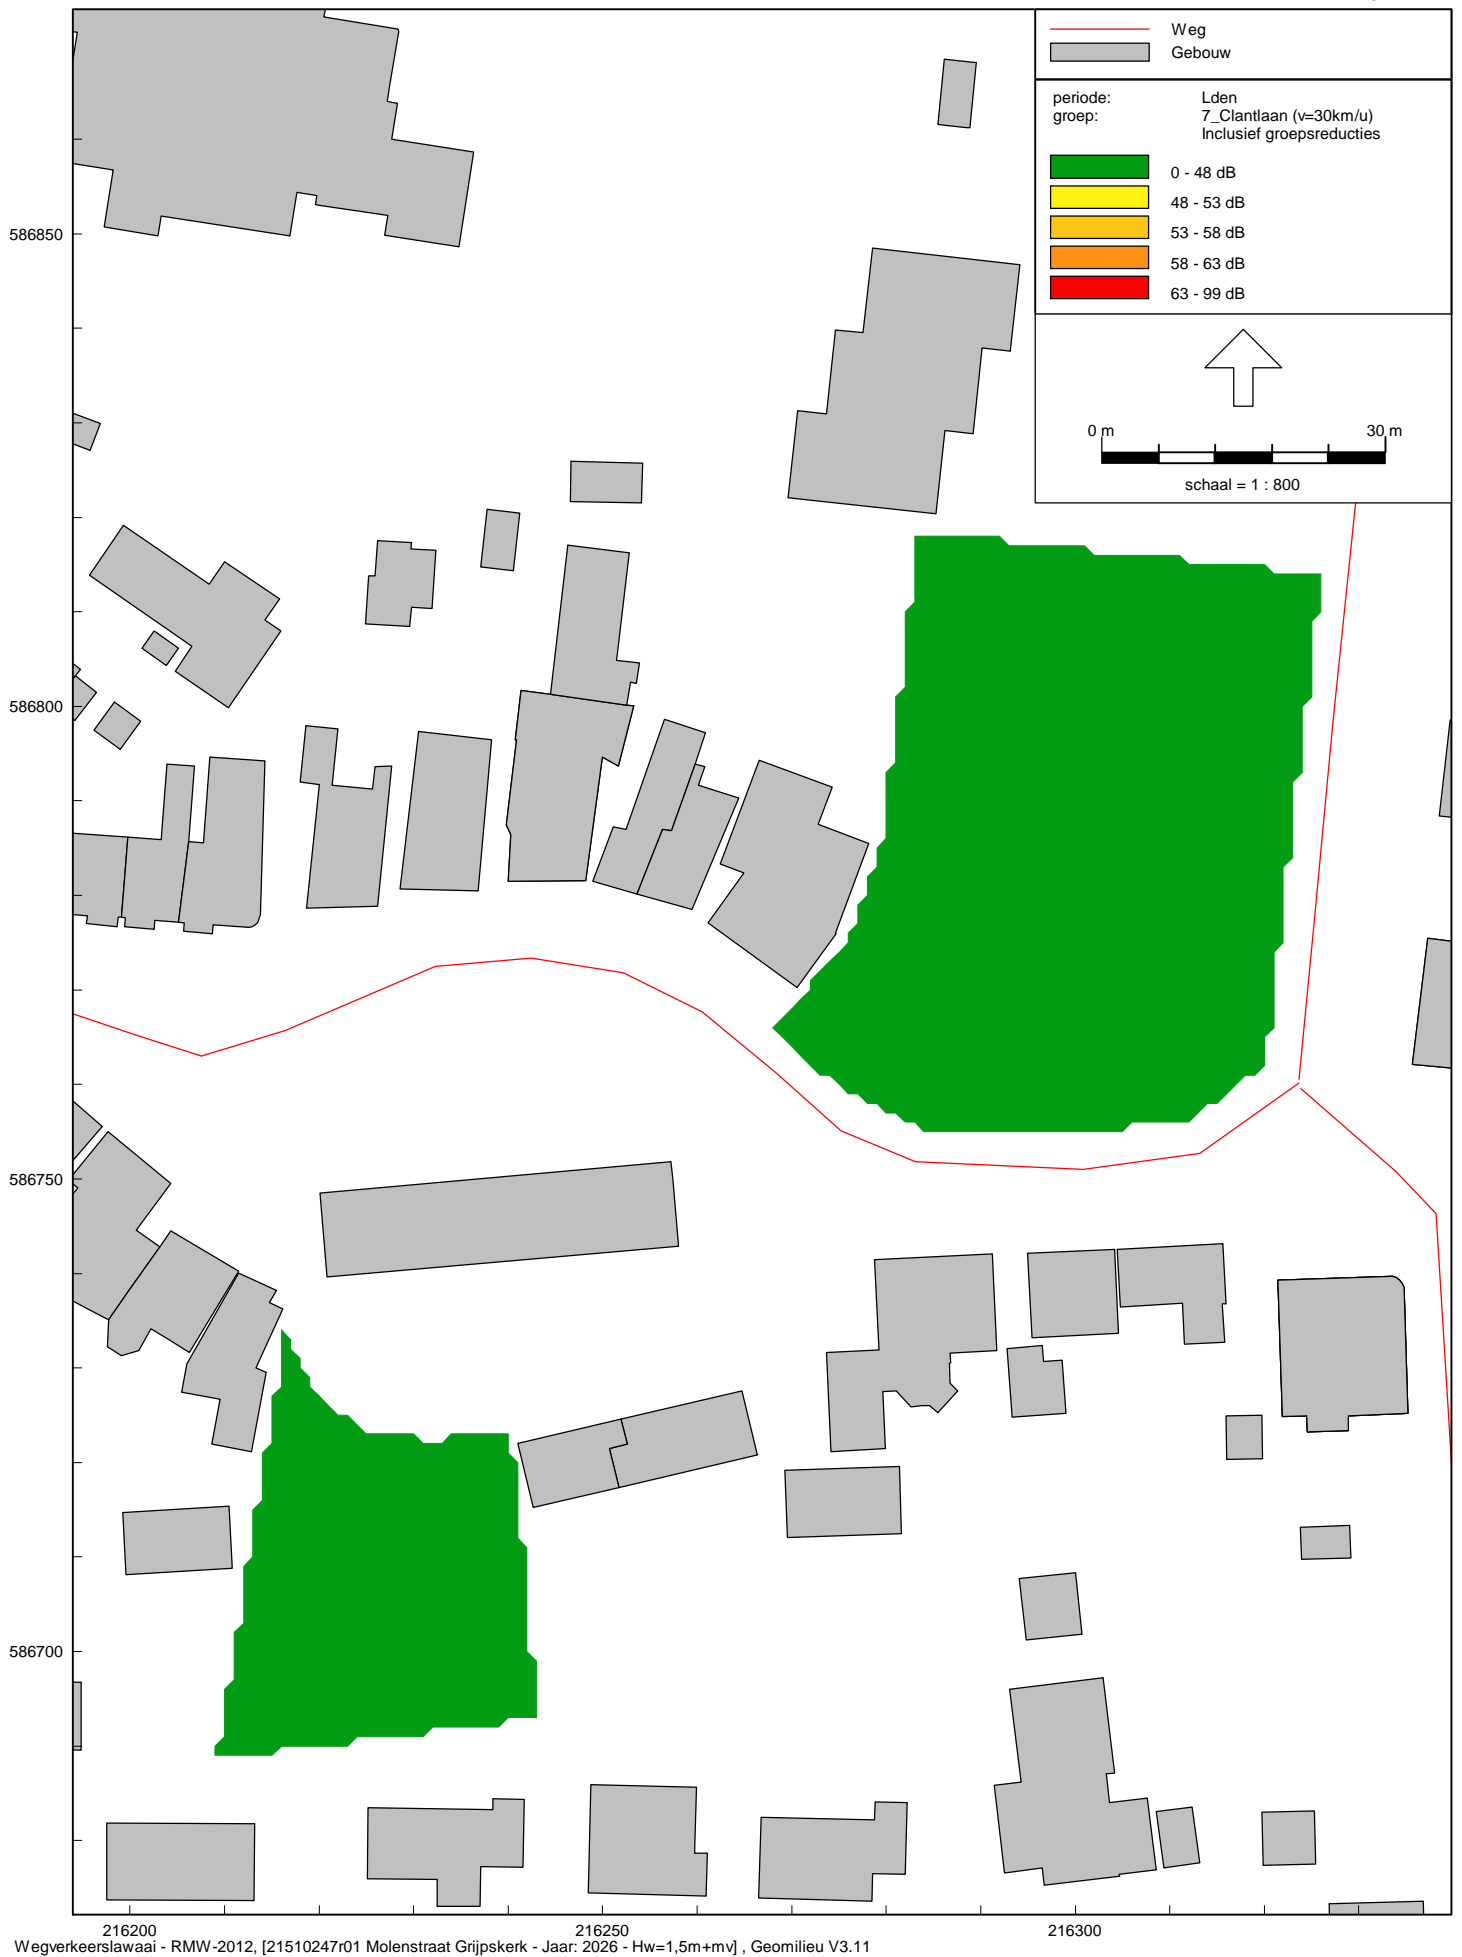 Weg
Gebouw
periode: Lden
groep: 7_Clantlaan (v=30km/u)
Inclusief groepsreducties
0 - 48 dB
48 - 53 dB
53 - 58 dB
58 - 63 dB
63 - 99 dB
0 m 30 m
schaal = 1 : 800
586850
586800
586750
586700
216200 216250 216300
Wegverkeerslawaai - RMW-2012, [21510247r01 Molenstraat Grijpskerk - Jaar: 2026 - Hw=1,5m+mv] , Geomilieu V3.11